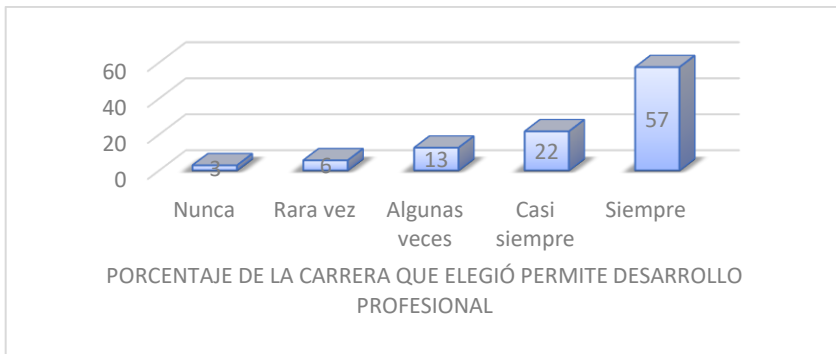 60
40
20
0
3
6
13
22
57
Nunca
Rara vez
Algunas
veces
Casi
siempre
Siempre
PORCENTAJE DE LA CARRERA QUE ELEGIÓ PERMITE DESARROLLO
PROFESIONAL